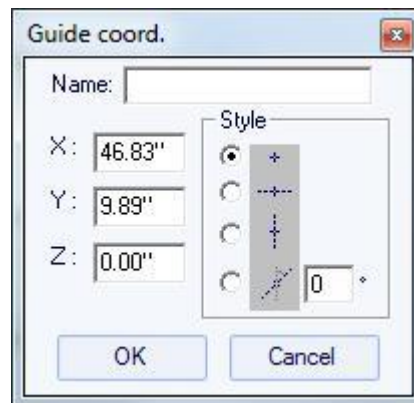 Guide coord.
Name:
Style
X: 46.83"
Y: 9.89"
Z: 0.00"
0 °
OK Cancel